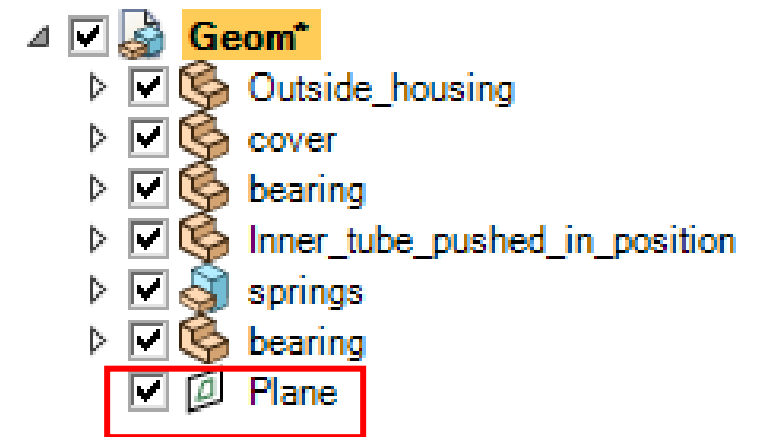 Geom*
Outside_housing
cover
bearing
Inner_tube_pushed_in_position
springs
bearing
Plane